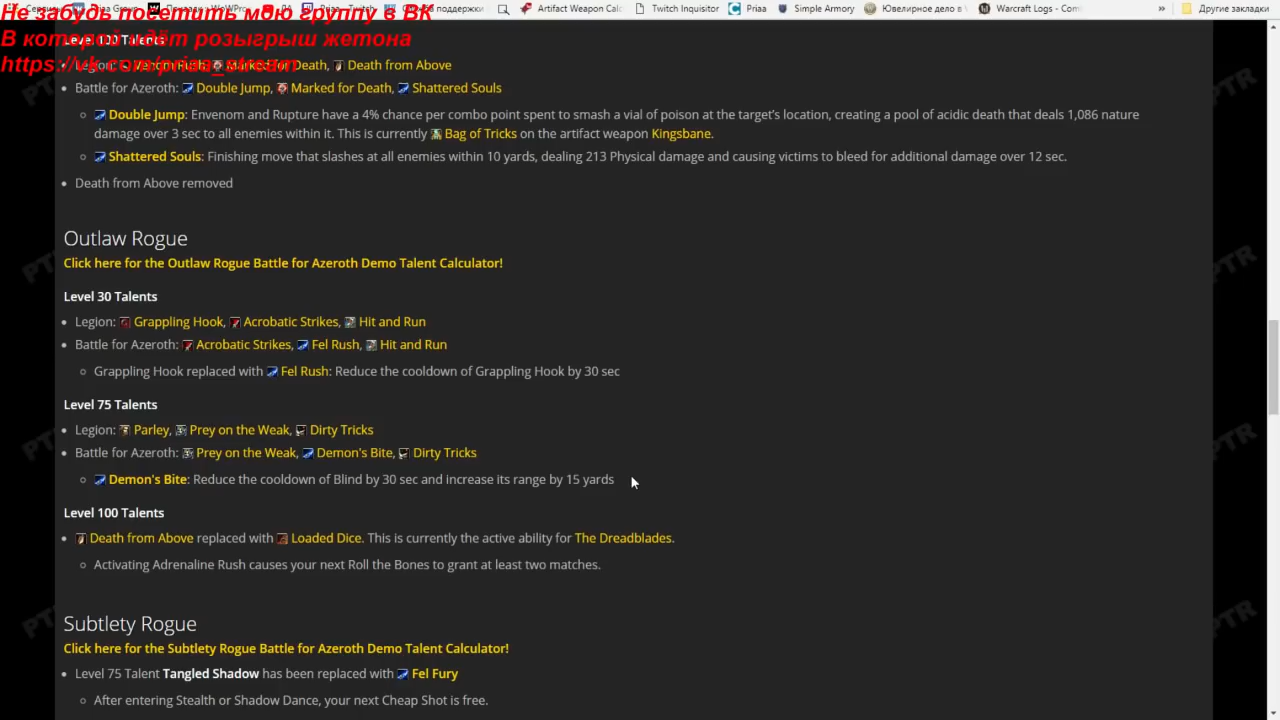 Не забудь посетить мою группу в ВК
В которой идёт розыгрыш жетона
https://vk.com/priaa_stream
Artifact Weapon Calc
Twitch Inquisitor
Priaa
Simple Armory
Ювелирное дело в
Warcraft Logs - Com
»
Другие закладки
Level 100 Talents
Legion: Venom Rush, Marked for Death, Death from Above
Battle for Azeroth: Double Jump, Marked for Death, Shattered Souls
Double Jump: Envenom and Rupture have a 4% chance per combo point spent to smash a vial of poison at the target's location, creating a pool of acidic death that deals 1,086 nature
damage over 3 sec to all enemies within it. This is currently Bag of Tricks on the artifact weapon Kingsbane.
Shattered Souls: Finishing move that slashes at all enemies within 10 yards, dealing 213 Physical damage and causing victims to bleed for additional damage over 12 sec.
Death from Above removed
Outlaw Rogue
Click here for the Outlaw Rogue Battle for Azeroth Demo Talent Calculator!
Level 30 Talents
Legion: Grappling Hook, Acrobatic Strikes, Hit and Run
Battle for Azeroth: Acrobatic Strikes, Fel Rush, Hit and Run
Grappling Hook replaced with Fel Rush: Reduce the cooldown of Grappling Hook by 30 sec
Level 75 Talents
Legion: Parley, Prey on the Weak, Dirty Tricks
Battle for Azeroth: Prey on the Weak, Demon's Bite, Dirty Tricks
Demon's Bite: Reduce the cooldown of Blind by 30 sec and increase its range by 15 yards
Level 100 Talents
Death from Above replaced with Loaded Dice. This is currently the active ability for The Dreadblades.
Activating Adrenaline Rush causes your next Roll the Bones to grant at least two matches.
Subtlety Rogue
Click here for the Subtlety Rogue Battle for Azeroth Demo Talent Calculator!
Level 75 Talent Tangled Shadow has been replaced with Fel Fury
After entering Stealth or Shadow Dance, your next Cheap Shot is free.